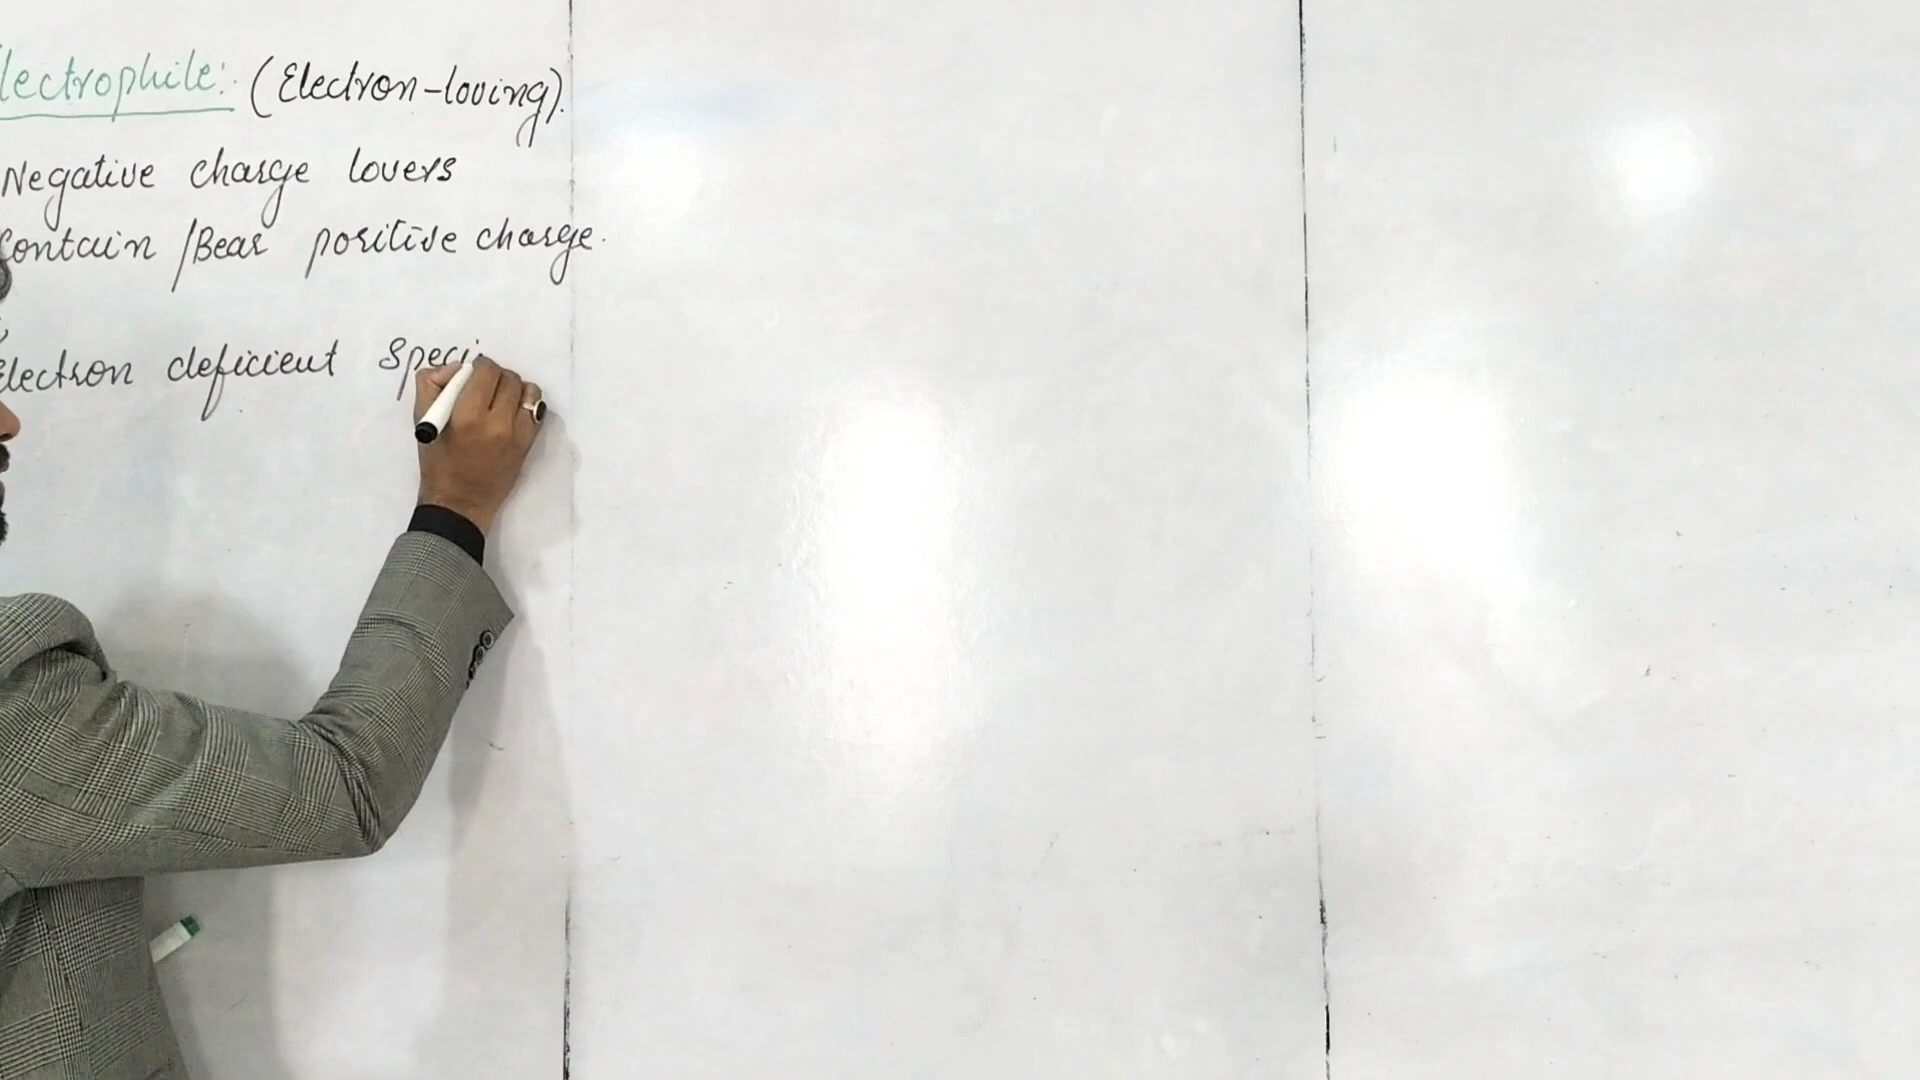 lectrophile: (Electron-loving).
Negative charge lovers
Contain /Bear positive charge.
Electron deficient Speci